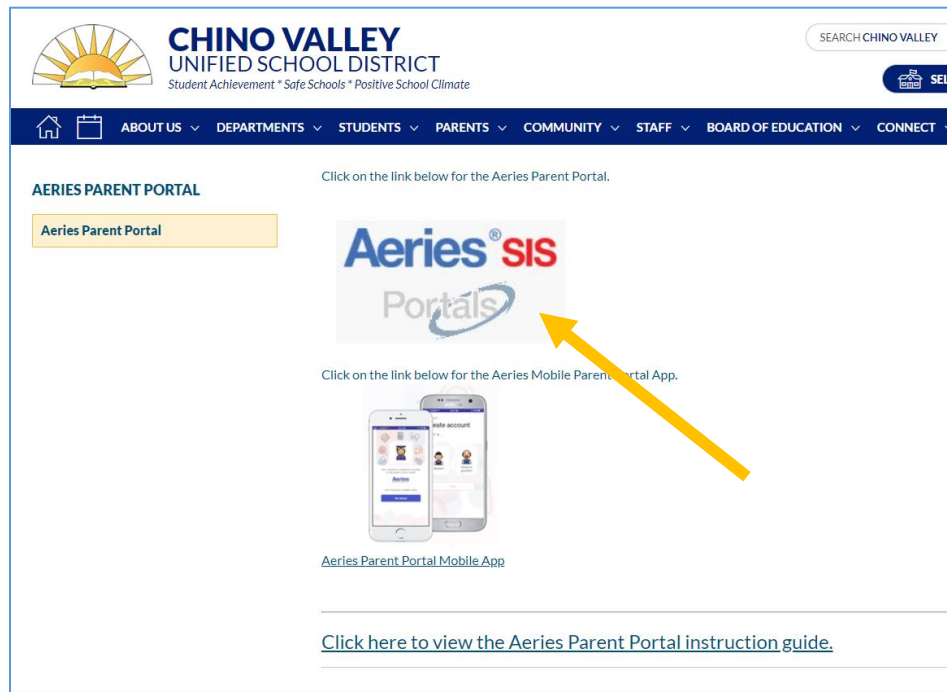 CHINO VALLEY
UNIFIED SCHOOL DISTRICT
Student Achievement * Safe Schools * Positive School Climate
SEARCH CHINO VALLEY
SEL
ABOUT US DEPARTMENTS STUDENTS PARENTS COMMUNITY STAFF BOARD OF EDUCATION CONNECT
AERIES PARENT PORTAL
Aeries Parent Portal
Click on the link below for the Aeries Parent Portal.
Aeries® SIS
Portals
Click on the link below for the Aeries Mobile Parent Portal App.
eate account
Aeries
Aeries Parent Portal Mobile App
Click here to view the Aeries Parent Portal instruction guide.